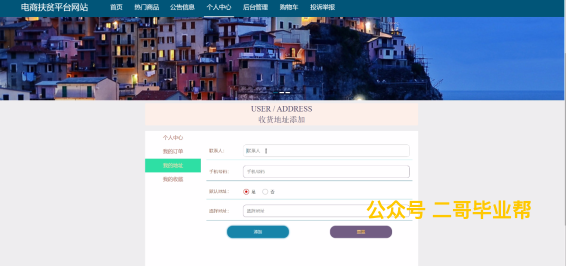 电商扶贫平台网站
首页 热门商品 公告信息 个人中心 后台管理 购物车 投诉举报
USER / ADDRESS
收货地址添加
个人中心
我的订单
我的地址
我的收藏
联系人：
联系人
手机号码：
手机号码
默认地址：
是 否
选择地址：
选择地址
添加
重置
公众号 二哥毕业帮